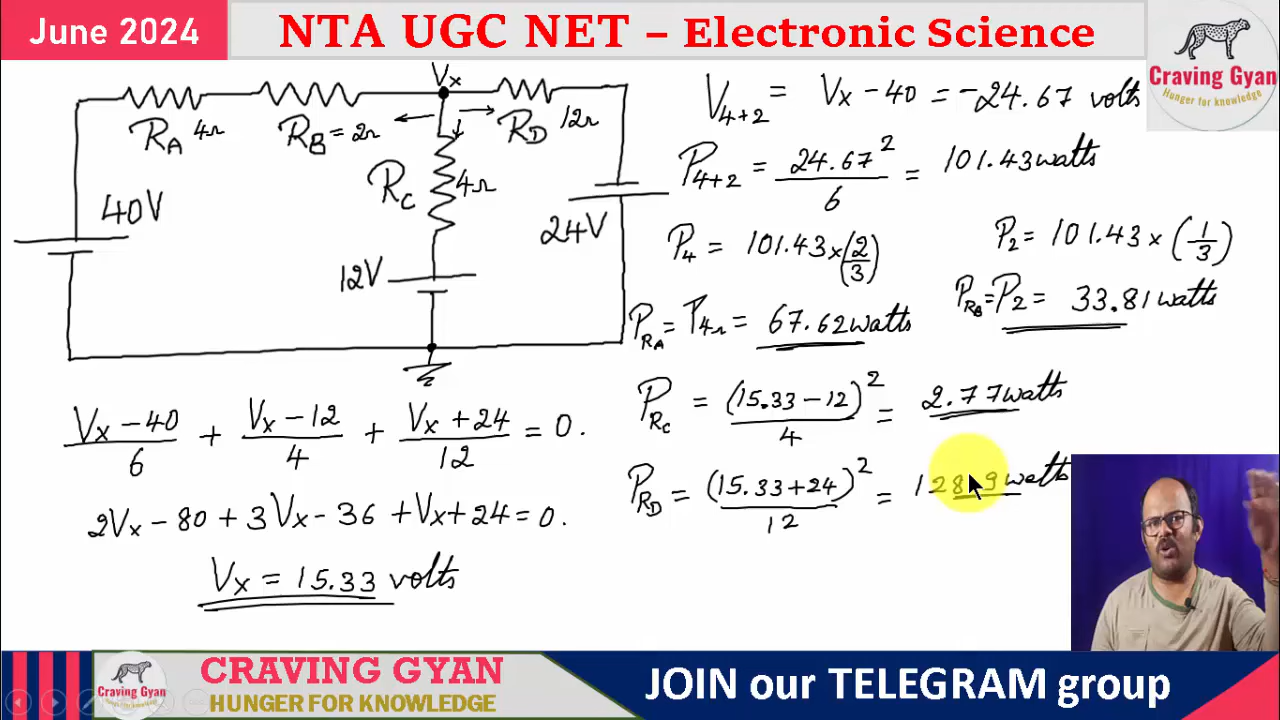 June 2024
NTA UGC NET – Electronic Science
Craving Gyan
Hunger for knowledge
Vx
RA 4Ω
RB = 2Ω
RD 12Ω
RC 4Ω
40V
12V
24V
(Vx – 40)/6 + (Vx – 12)/4 + (Vx + 24)/12 = 0.
2Vx – 80 + 3Vx – 36 + Vx + 24 = 0.
Vx = 15.33 volts
V4+2 = Vx – 40 = –24.67 volts
P4+2 = 24.67²/6 = 101.43 watts
P4 = 101.43 × (2/3)
P2 = 101.43 × (1/3)
PRA = P4Ω = 67.62 watts
PRB = P2 = 33.81 watts
PRC = (15.33 – 12)²/4 = 2.77 watts
PRD = (15.33 + 24)²/12 = 128.9 watts
Craving Gyan
CRAVING GYAN
HUNGER FOR KNOWLEDGE
JOIN our TELEGRAM group